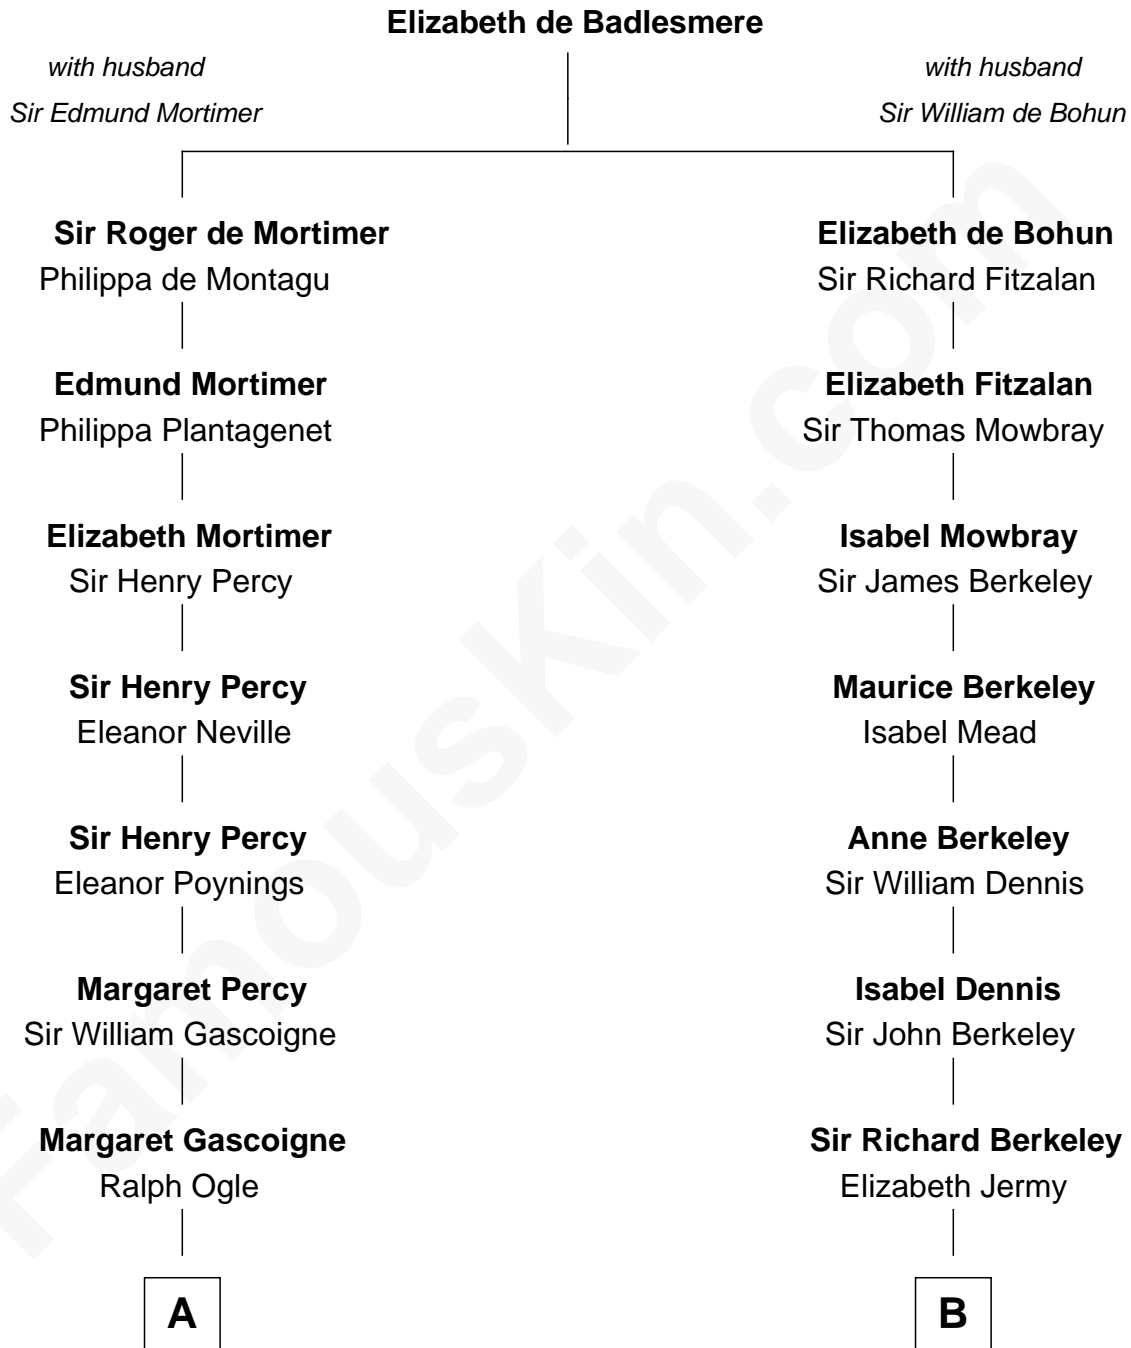 Elizabeth de Badlesmere
with husband
Sir Edmund Mortimer
with husband
Sir William de Bohun
Sir Roger de Mortimer
Philippa de Montagu
Elizabeth de Bohun
Sir Richard Fitzalan
Edmund Mortimer
Philippa Plantagenet
Elizabeth Fitzalan
Sir Thomas Mowbray
Elizabeth Mortimer
Sir Henry Percy
Isabel Mowbray
Sir James Berkeley
Sir Henry Percy
Eleanor Neville
Maurice Berkeley
Isabel Mead
Sir Henry Percy
Eleanor Poynings
Anne Berkeley
Sir William Dennis
Margaret Percy
Sir William Gascoigne
Isabel Dennis
Sir John Berkeley
Margaret Gascoigne
Ralph Ogle
Sir Richard Berkeley
Elizabeth Jermy
A
B
FamousKin.com